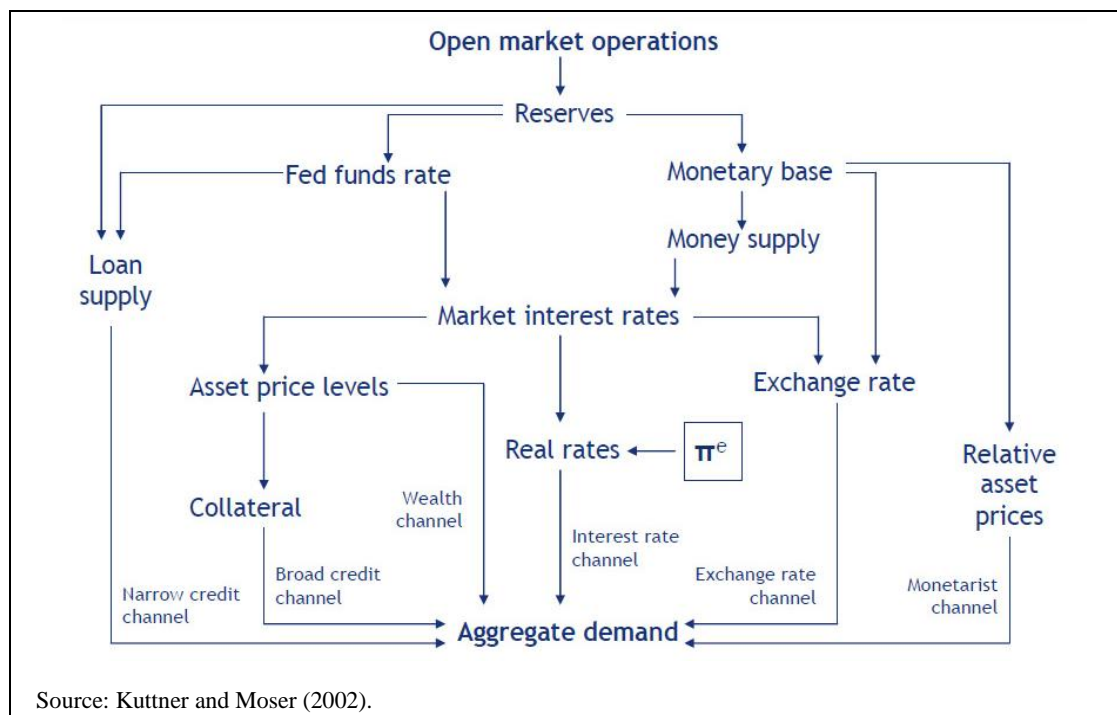 Open market operations
Reserves
Fed funds rate
Monetary base
Money supply
Loan
supply
Market interest rates
Asset price levels
Exchange rate
Real rates
πᵉ
Relative
asset
prices
Collateral
Wealth
channel
Interest rate
channel
Broad credit
channel
Exchange rate
channel
Narrow credit
channel
Monetarist
channel
Aggregate demand
Source: Kuttner and Moser (2002).